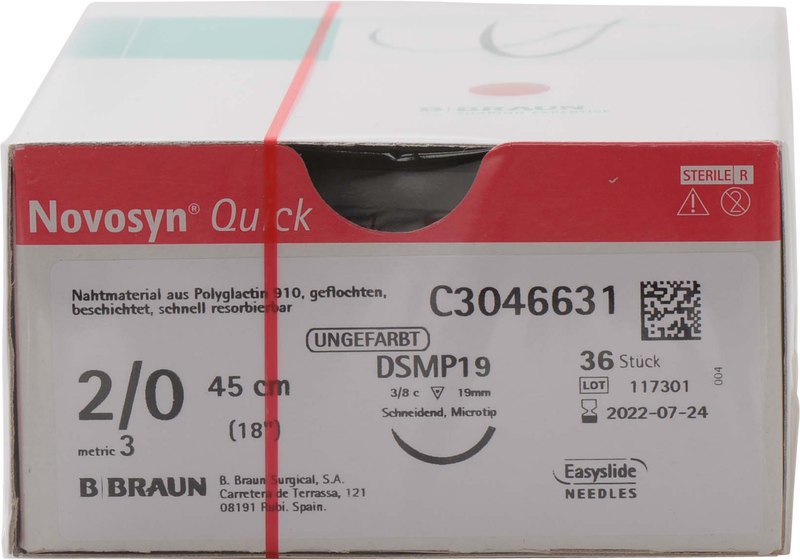 B BRAUN
STERILE R
Novosyn® Quick
Nahtmaterial aus Polyglactin 910, geflochten,
beschichtet, schnell resorbierbar
C3046631
UNGEFÄRBT
2/0 45 cm
(18")
metric 3
DSMP19
3/8 c 19mm
Schneidend, Microtip
36 Stück
LOT 117301
2022-07-24
004
B BRAUN
B. Braun Surgical, S.A.
Carretera de Terrassa, 121
08191 Rubi. Spain.
Easyslide
NEEDLES